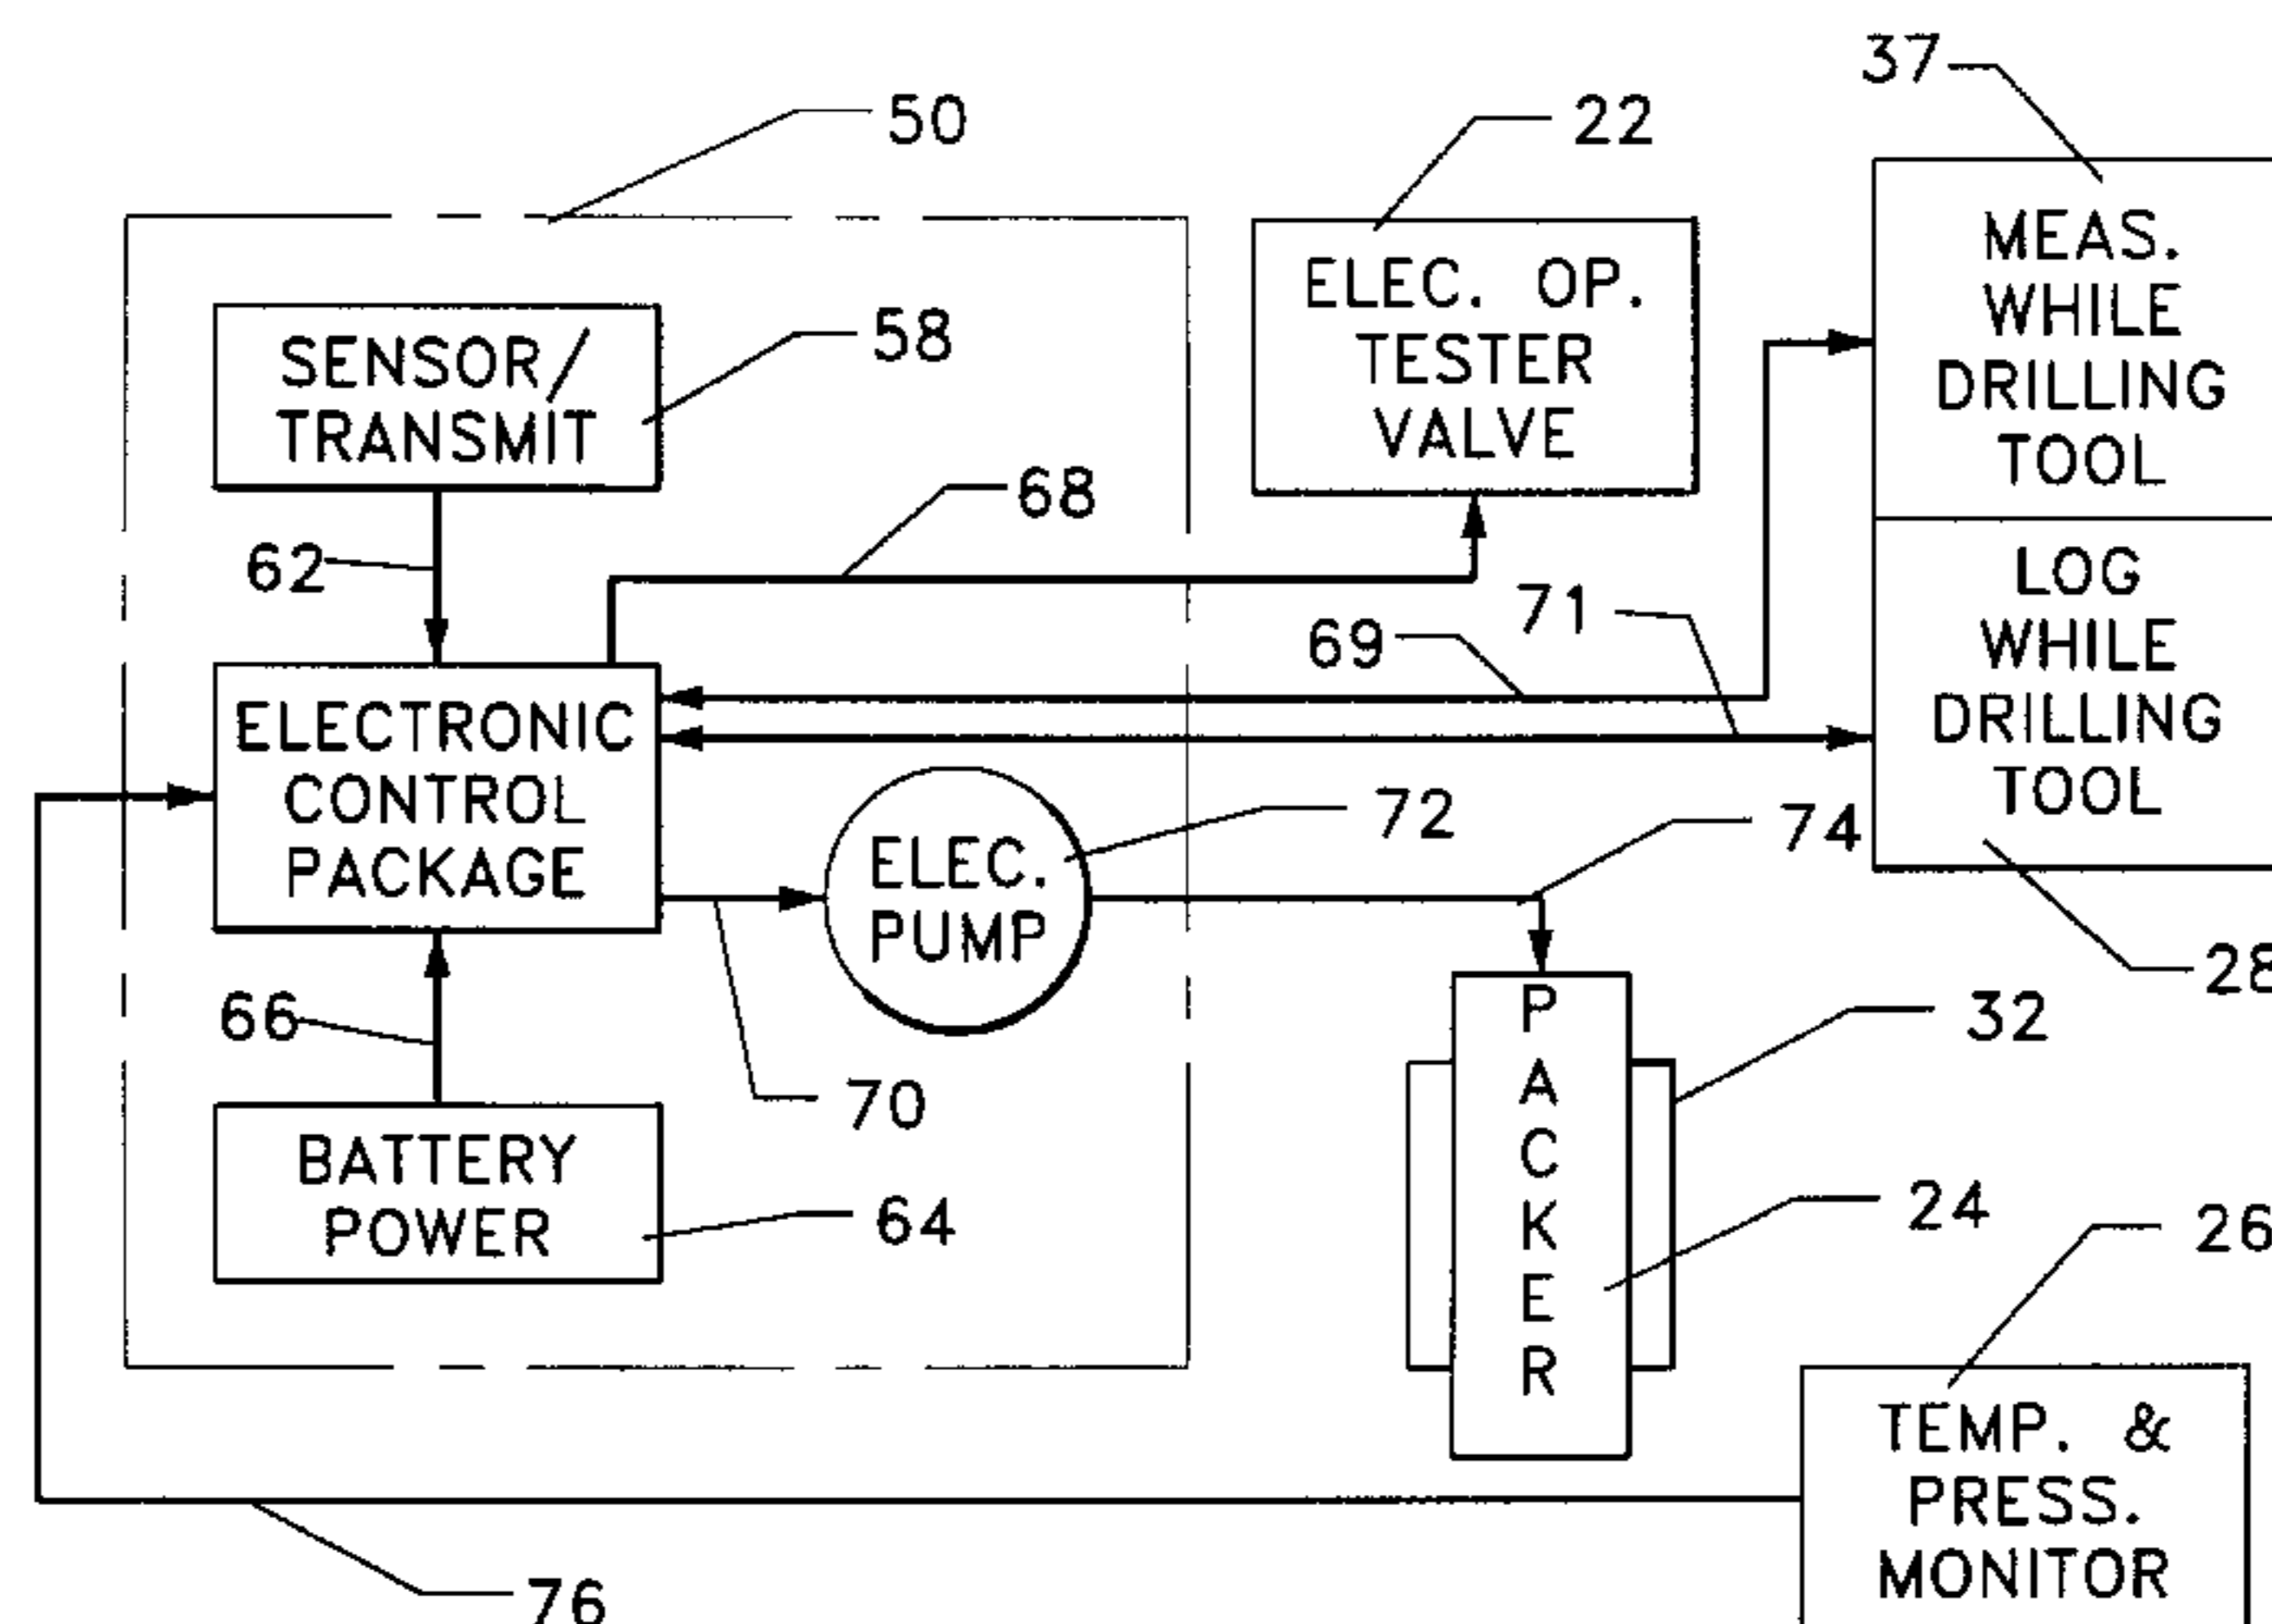 37
50
22
MEAS.
WHILE
DRILLING
TOOL
ELEC. OP.
TESTER
VALVE
SENSOR/
TRANSMIT
58
68
62
LOG
WHILE
DRILLING
TOOL
71
69
ELECTRONIC
CONTROL
PACKAGE
72
74
ELEC.
PUMP
28
66
32
PACKER
70
BATTERY
POWER
64
24
26
TEMP. &
PRESS.
MONITOR
76